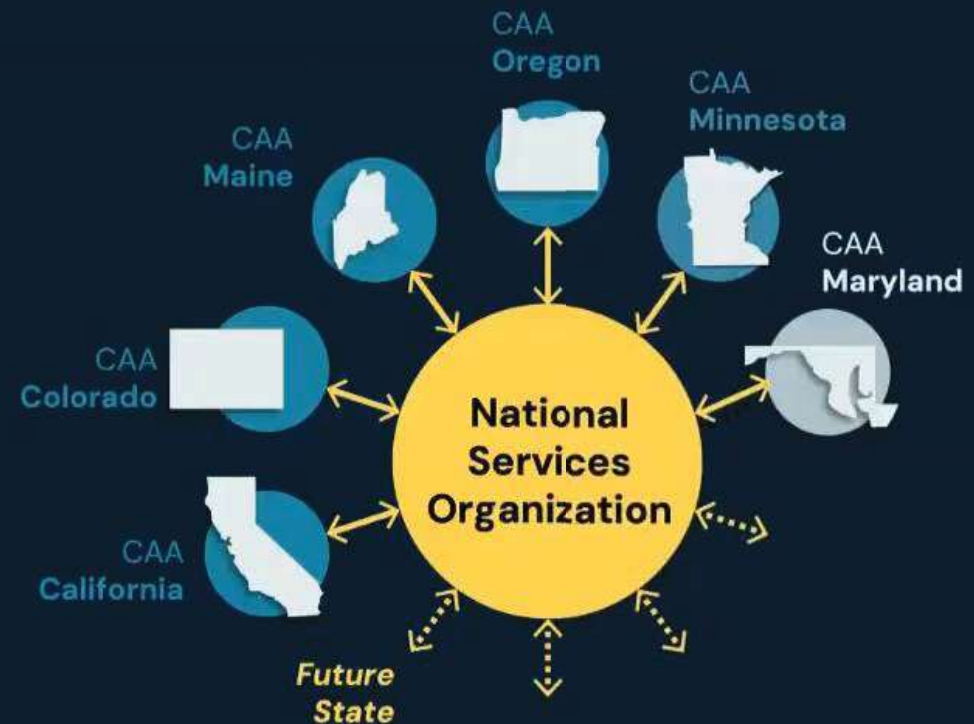 CAA
Oregon
CAA
Minnesota
CAA
Maine
CAA
Maryland
CAA
Colorado
National
Services
Organization
CAA
California
Future
State